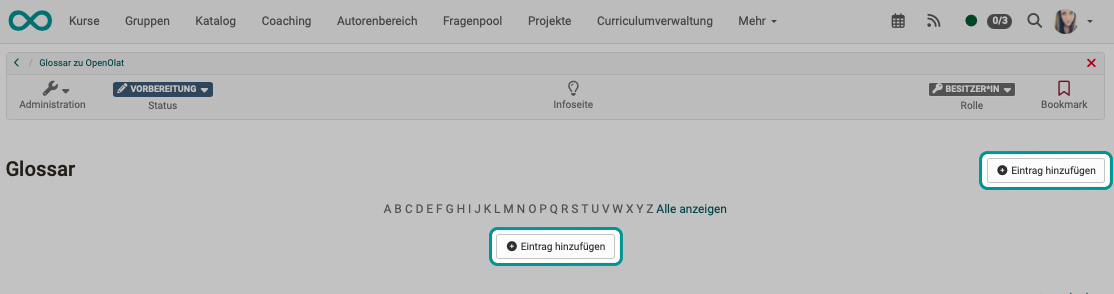 Kurse Gruppen Katalog Coaching Autorenbereich Fragenpool Projekte Curriculumverwaltung Mehr 0/3
Glossar zu OpenOlat
VORBEREITUNG BESITZER*IN
Administration Status Infoseite Rolle Bookmark
Glossar Eintrag hinzufügen
A B C D E F G H I J K L M N O P Q R S T U V W X Y Z Alle anzeigen
Eintrag hinzufügen